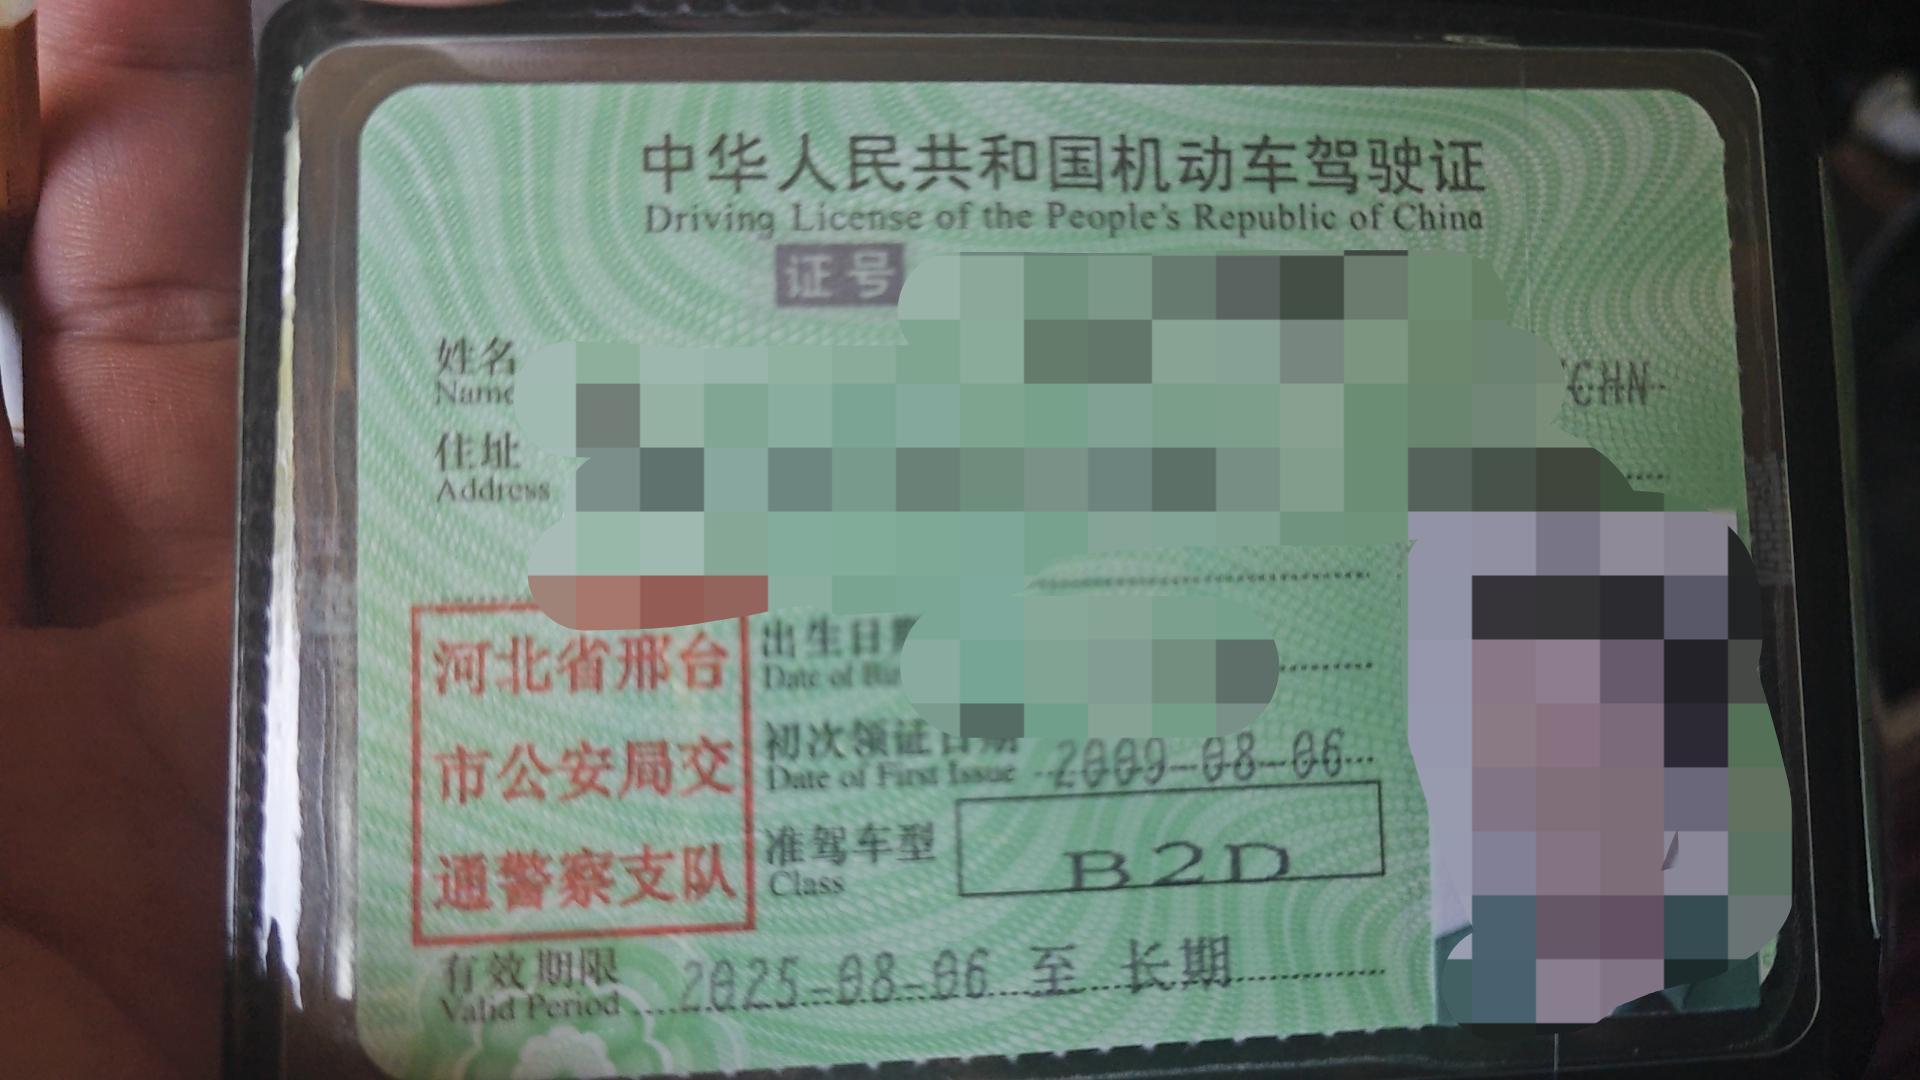 中华人民共和国机动车驾驶证
Driving License of the People's Republic of China
证号
姓名
Name
CHN
住址
Address
河北省邢台
市公安局交
通警察支队
出生日期
Date of
初次领证日期
Date of First Issue
2009-08-06
准驾车型
Class
B2D
有效期限
Valid Period
2025-08-06 至 长期